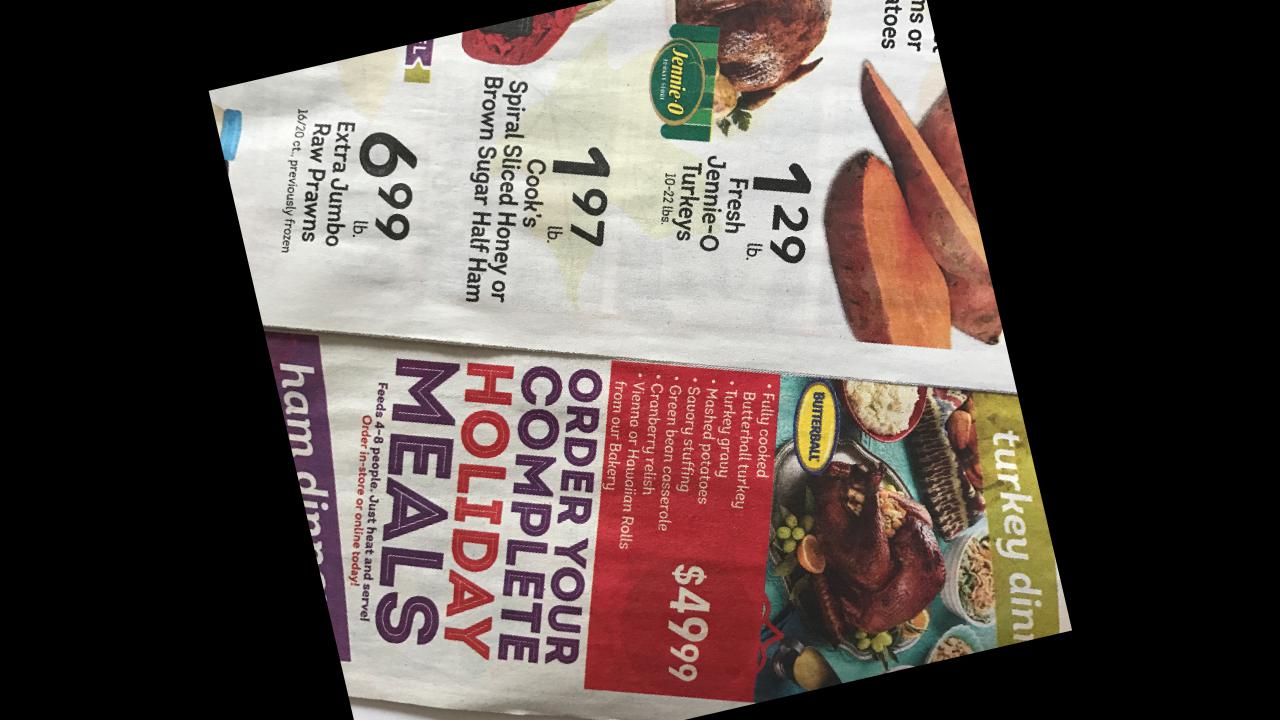 ms or
atoes
Jennie-O
TURKEY STORE
1 29
lb.
Fresh
Jennie-O
Turkeys
10-22 lbs.
1 97
lb.
Cook's
Spiral Sliced Honey or
Brown Sugar Half Ham
6 99
lb.
Extra Jumbo
Raw Prawns
16/20 ct., previously frozen
turkey din
BUTTERBALL
• Fully cooked
Butterball turkey
• Turkey gravy
• Mashed potatoes
• Savory stuffing
• Green bean casserole
• Cranberry relish
• Vienna or Hawaiian Rolls
from our Bakery
$49 99
ORDER YOUR
COMPLETE
HOLIDAY
MEALS
Feeds 4-8 people. Just heat and serve!
Order in-store or online today!
ham dinn